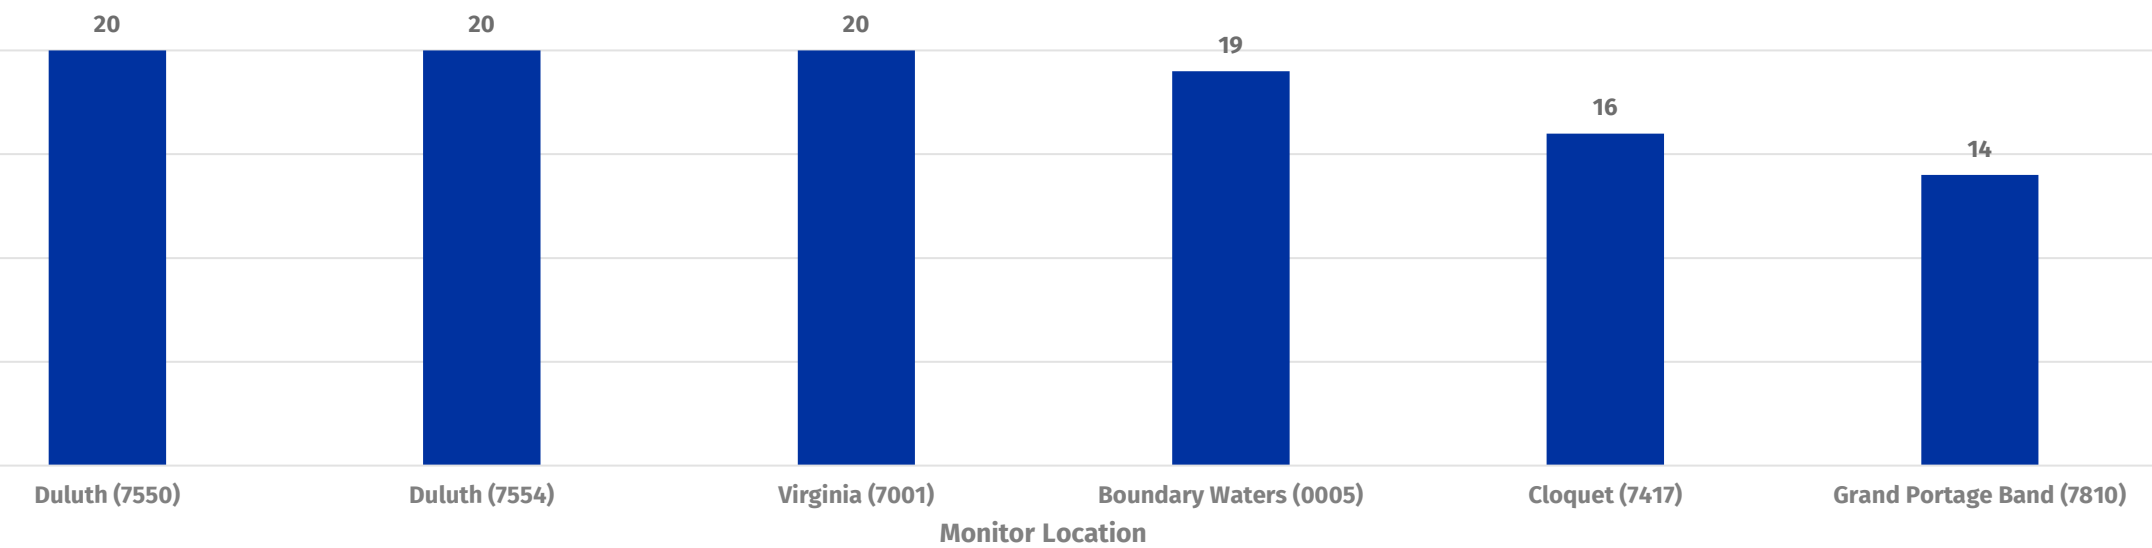 20 20 20 19 16 14
Duluth (7550) Duluth (7554) Virginia (7001) Boundary Waters (0005) Cloquet (7417) Grand Portage Band (7810)
Monitor Location